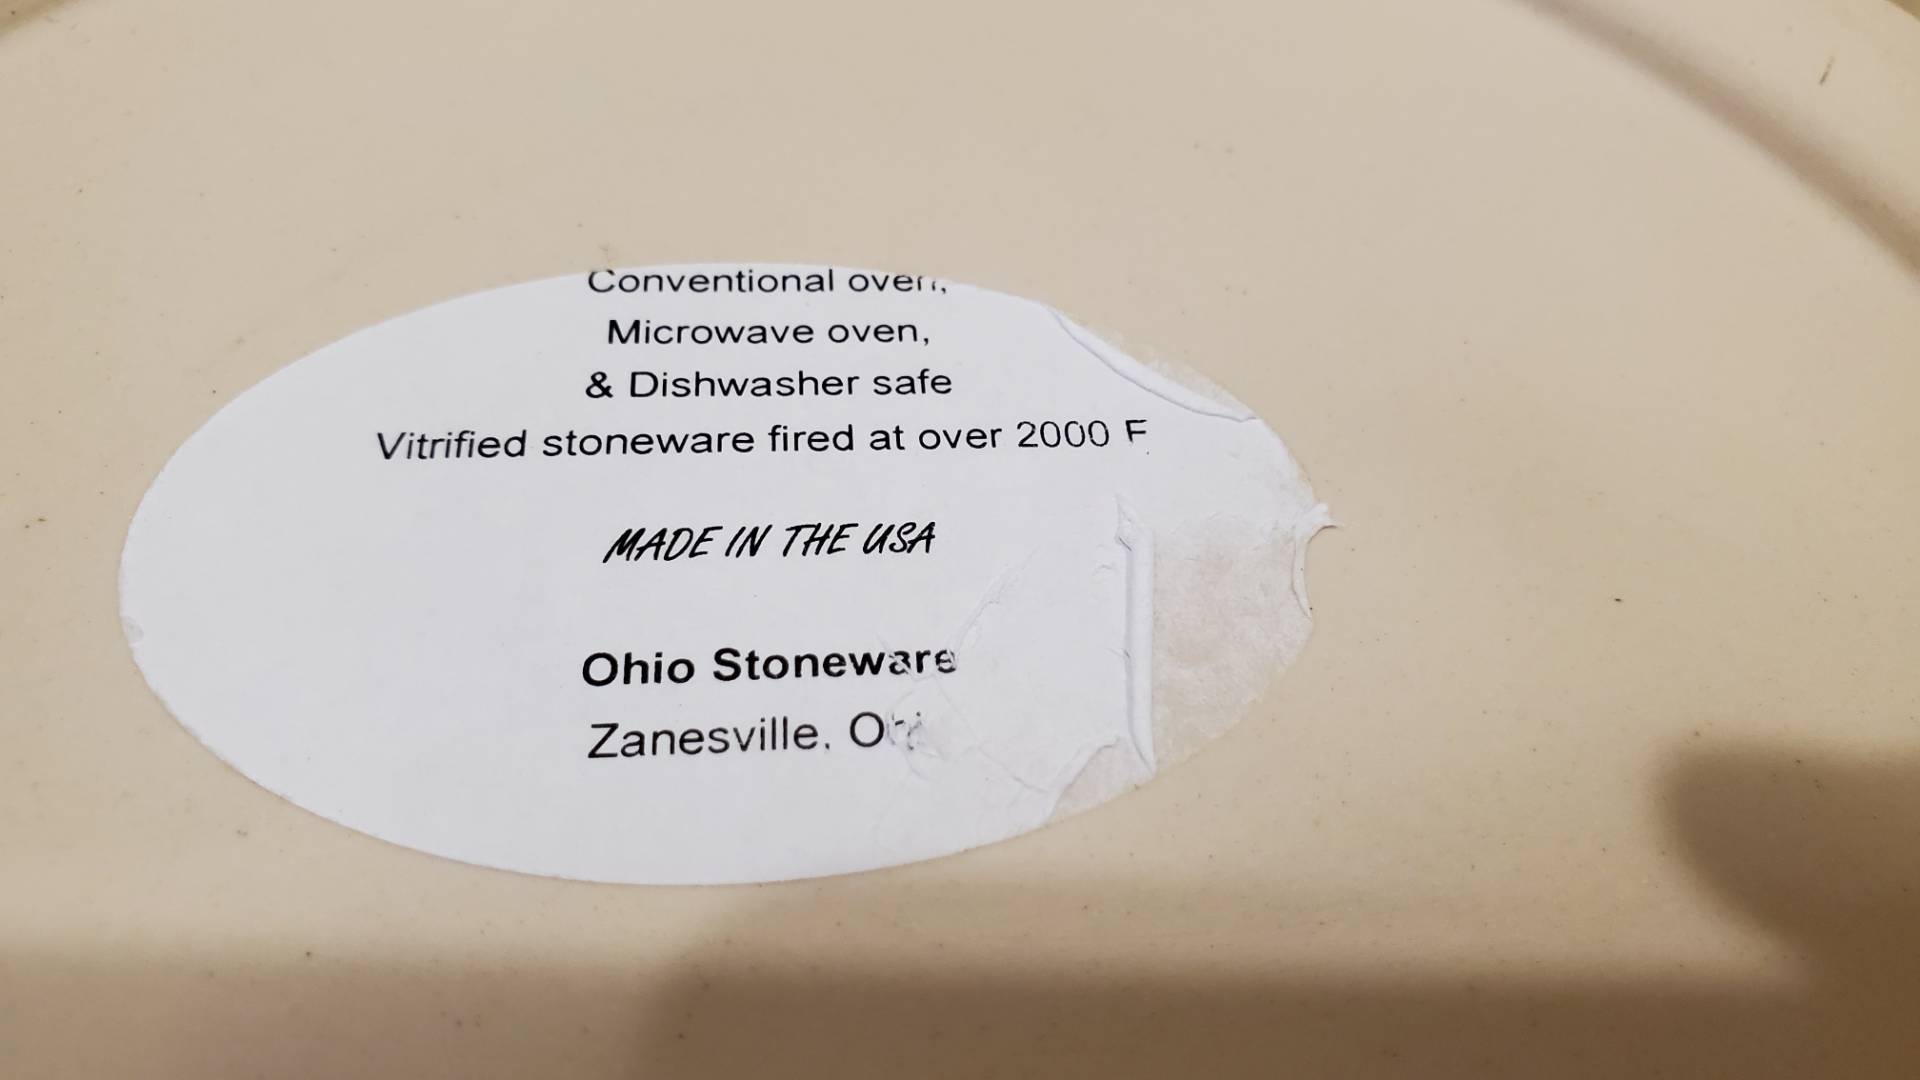 Conventional oven,
Microwave oven,
& Dishwasher safe
Vitrified stoneware fired at over 2000 F
MADE IN THE USA
Ohio Stoneware
Zanesville,